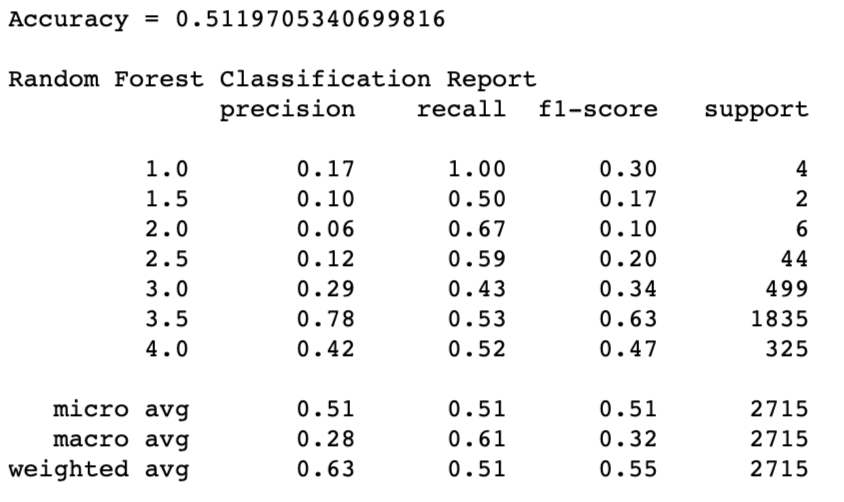 Accuracy = 0.5119705340699816
Random Forest Classification Report
precision recall f1-score support
1.0 0.17 1.00 0.30 4
1.5 0.10 0.50 0.17 2
2.0 0.06 0.67 0.10 6
2.5 0.12 0.59 0.20 44
3.0 0.29 0.43 0.34 499
3.5 0.78 0.53 0.63 1835
4.0 0.42 0.52 0.47 325
micro avg 0.51 0.51 0.51 2715
macro avg 0.28 0.61 0.32 2715
weighted avg 0.63 0.51 0.55 2715